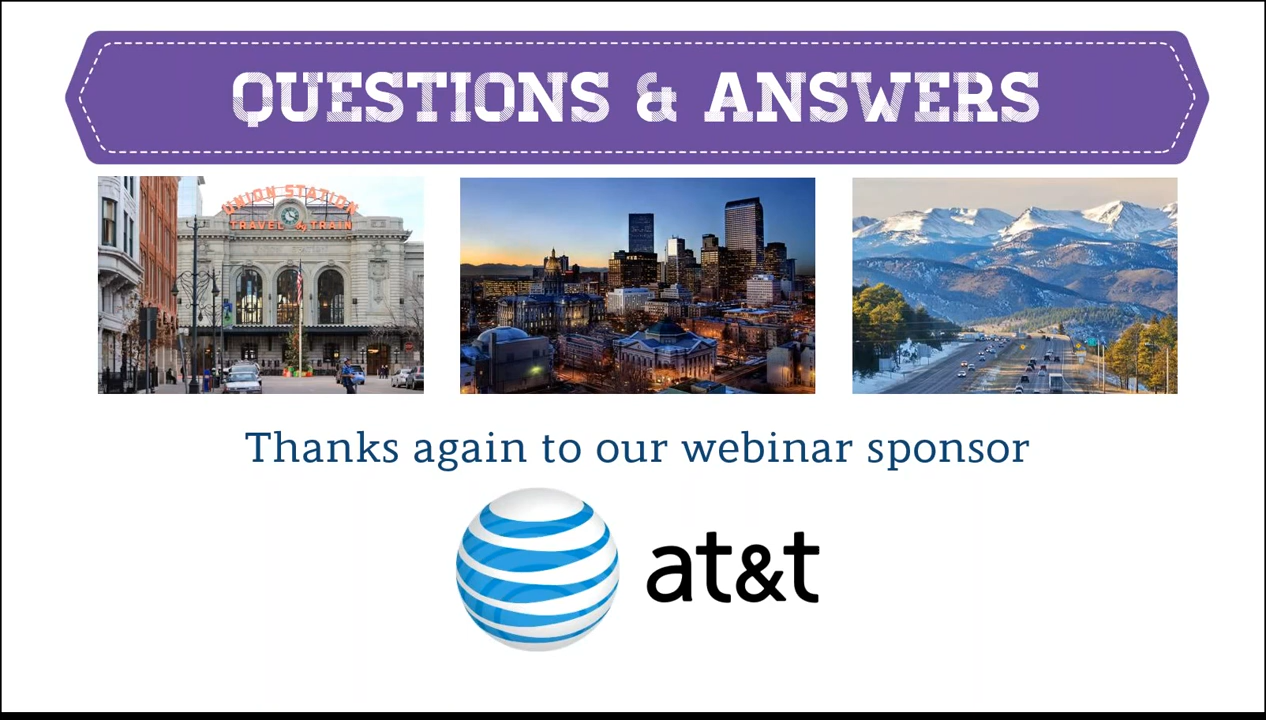 QUESTIONS & ANSWERS
UNION STATION
TRAVEL by TRAIN
Thanks again to our webinar sponsor
at&t